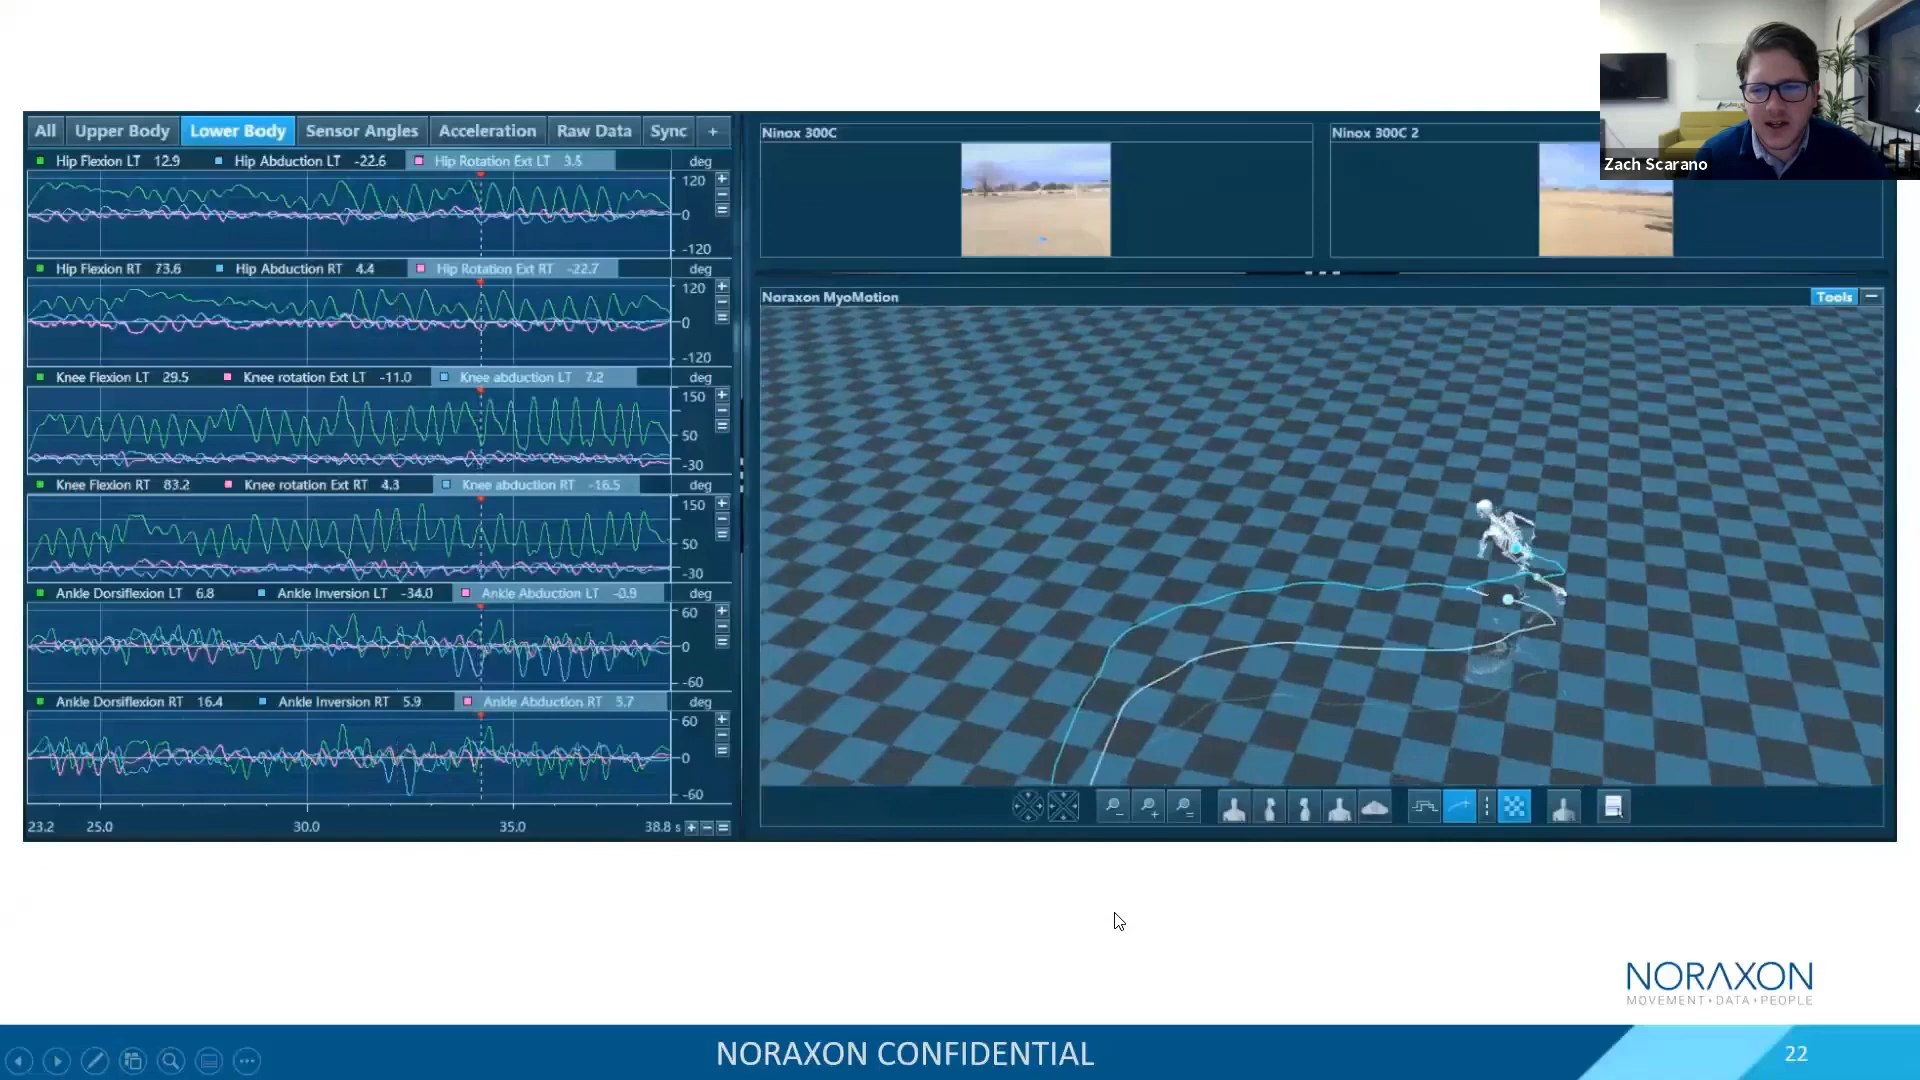 All Upper Body Lower Body Sensor Angles Acceleration Raw Data Sync +
Hip Flexion LT 12.9 Hip Abduction LT -22.6 Hip Rotation Ext LT 3.5 deg
120
0
-120
Hip Flexion RT 73.6 Hip Abduction RT 4.4 Hip Rotation Ext RT -22.7 deg
120
0
-120
Knee Flexion LT 29.5 Knee rotation Ext LT -11.0 Knee abduction LT 7.2 deg
150
50
-30
Knee Flexion RT 83.2 Knee rotation Ext RT 4.3 Knee abduction RT -16.5 deg
150
50
-30
Ankle Dorsiflexion LT 6.8 Ankle Inversion LT -34.0 Ankle Abduction LT -0.9 deg
60
0
-60
Ankle Dorsiflexion RT 16.4 Ankle Inversion RT 5.9 Ankle Abduction RT 5.7 deg
60
0
-60
23.2 25.0 30.0 35.0 38.8 s
Ninox 300C
Ninox 300C 2
Zach Scarano
Noraxon MyoMotion
Tools
NORAXON
MOVEMENT • DATA • PEOPLE
NORAXON CONFIDENTIAL
22